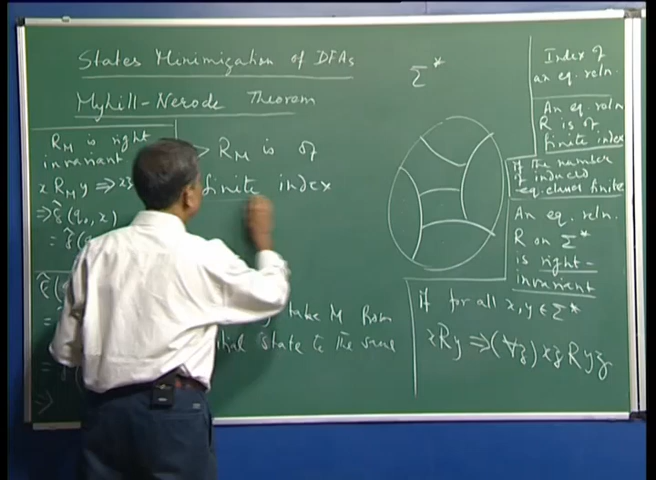 States Minimization of DFAs
Myhill-Nerode Theorem
R_M is right
invariant
x R_M y ⇒
⇒ δ̂(q₀, x)
= δ̂(
> R_M is of
finite index
take M from
state to the same
Σ*
Index of
an eq. reln.
An eq. reln
R is of
finite index
if the number
of induced
eq. classes finite
An eq. reln.
R on Σ*
is right-
invariant
if for all x, y ∈ Σ*
xRy ⇒ (∀z) xz R yz